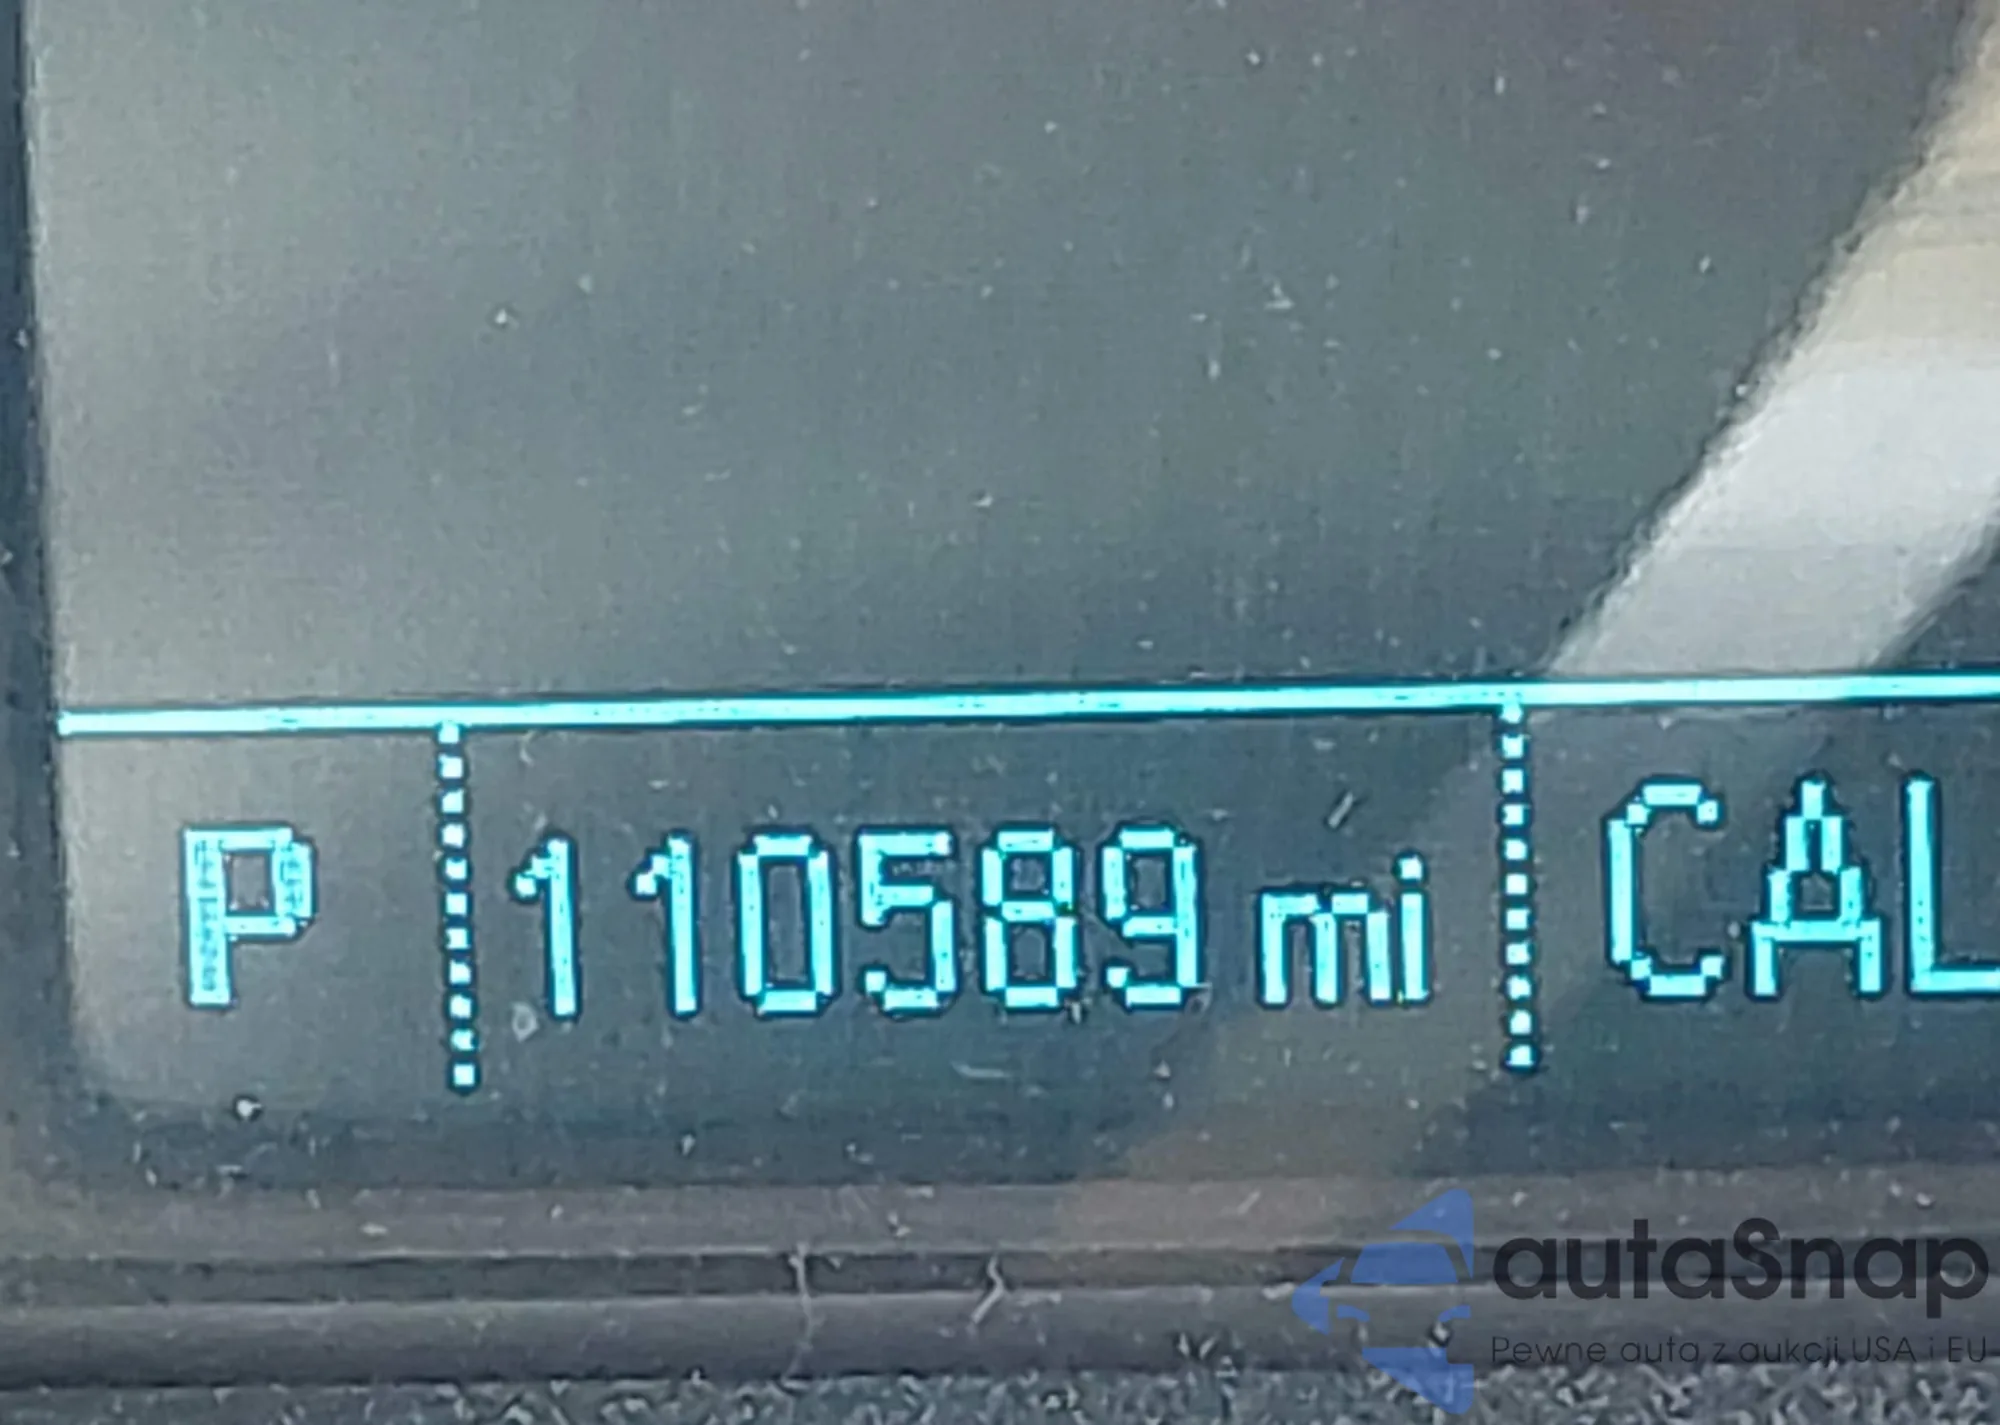 P 110589 mi CAL
autaSnap
Pewne auta z aukcji USA i EU